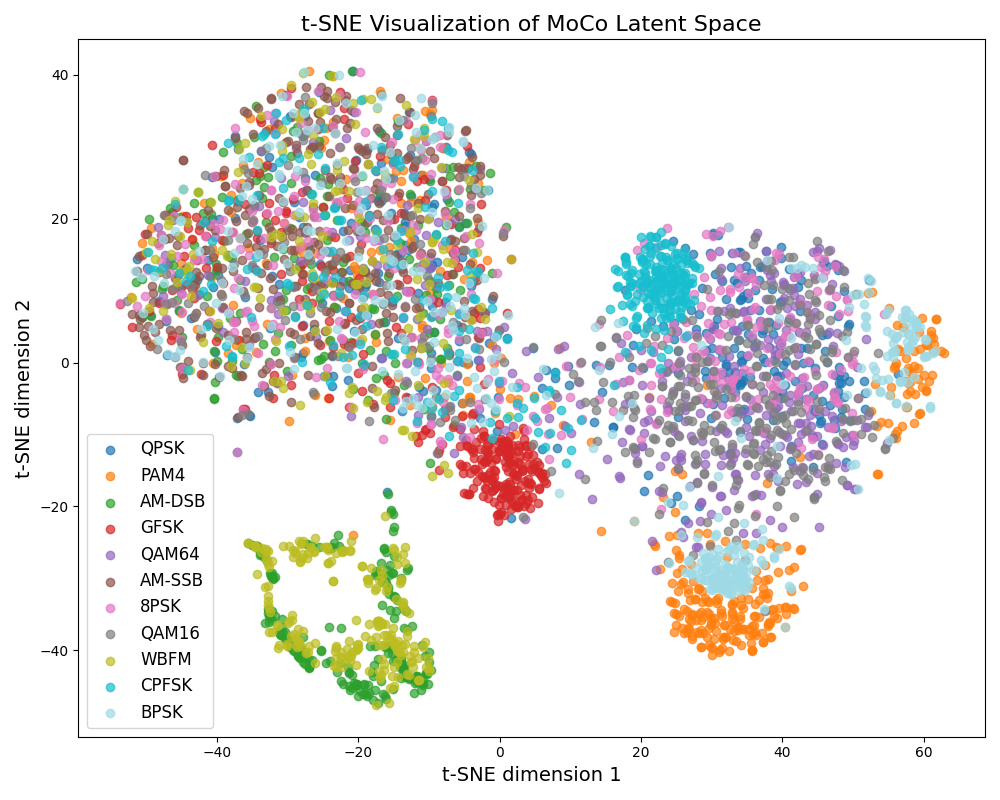 t-SNE Visualization of MoCo Latent Space
t-SNE dimension 2
40
20
0
−20
−40
QPSK
PAM4
AM-DSB
GFSK
QAM64
AM-SSB
8PSK
QAM16
WBFM
CPFSK
BPSK
−40
−20
0
20
40
60
t-SNE dimension 1